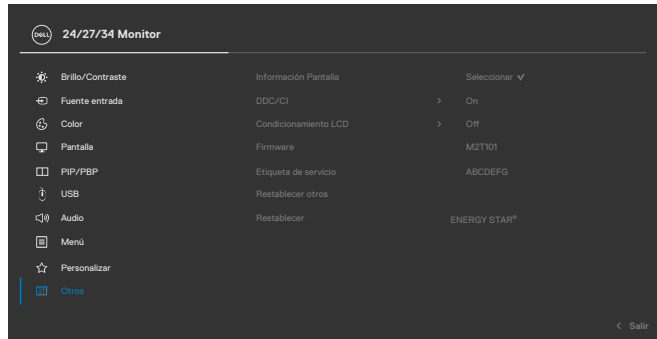 DELL 24/27/34 Monitor
Brillo/Contraste Información Pantalla Seleccionar ✓
Fuente entrada DDC/CI > On
Color Condicionamiento LCD > Off
Pantalla Firmware M2T101
PIP/PBP Etiqueta de servicio ABCDEFG
USB Restablecer otros
Audio Restablecer ENERGY STAR®
Menú
Personalizar
Otros
< Salir